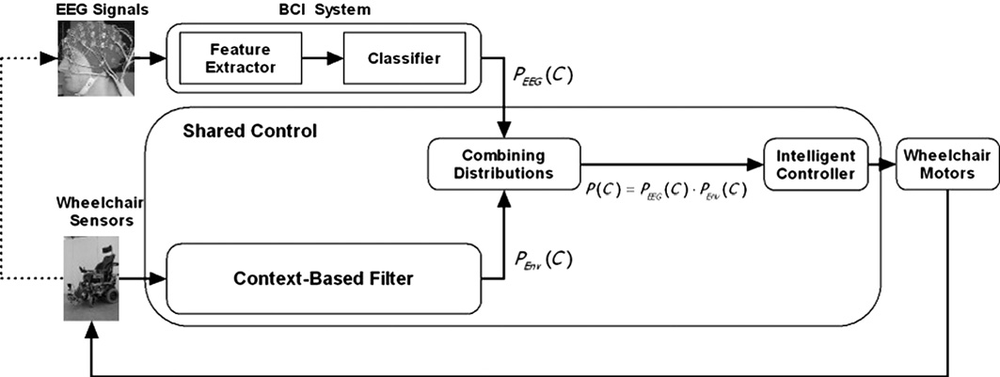 EEG Signals
BCI System
Feature
Extractor
Classifier
P_EEG(C)
Shared Control
Combining
Distributions
Intelligent
Controller
Wheelchair
Motors
P(C) = P_EEG(C) · P_Env(C)
Wheelchair
Sensors
Context-Based Filter
P_Env(C)